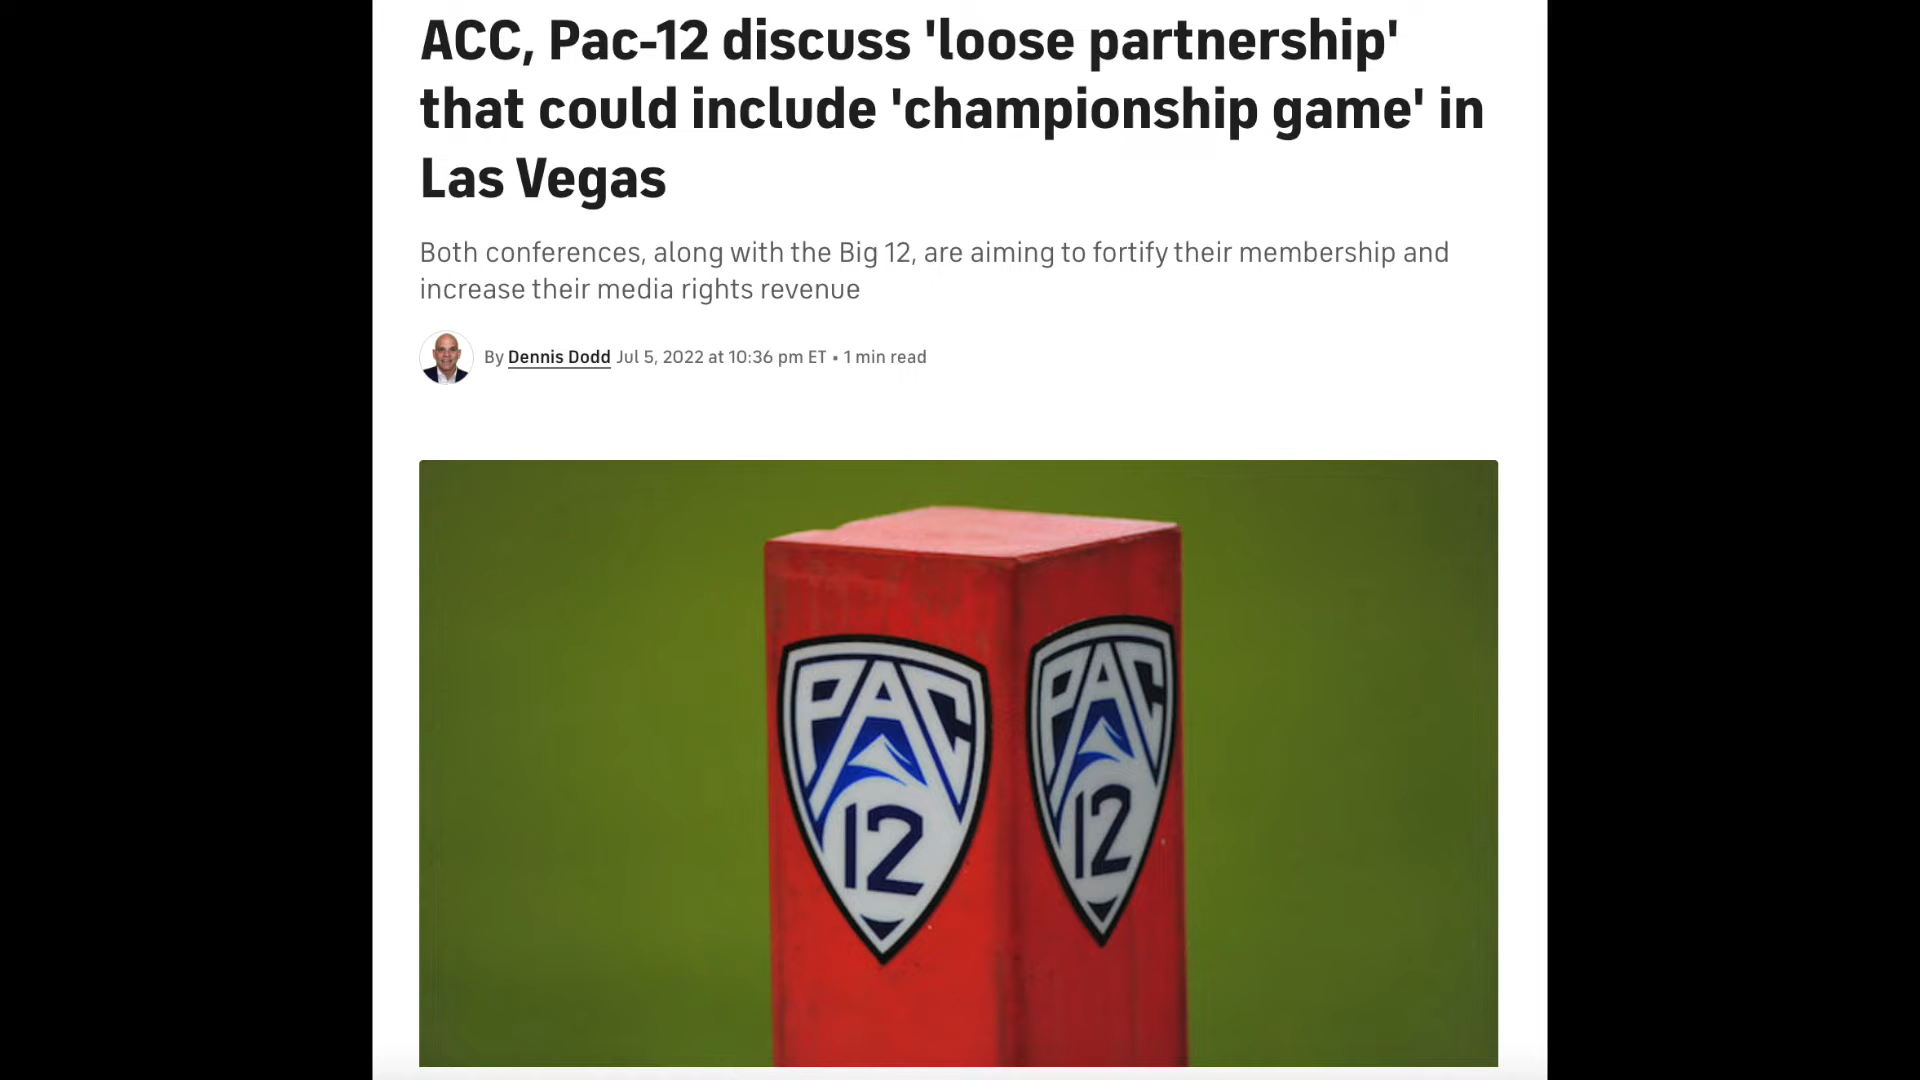 ACC, Pac-12 discuss 'loose partnership'
that could include 'championship game' in
Las Vegas
Both conferences, along with the Big 12, are aiming to fortify their membership and
increase their media rights revenue
By Dennis Dodd Jul 5, 2022 at 10:36 pm ET • 1 min read
PAC
12
PAC
12